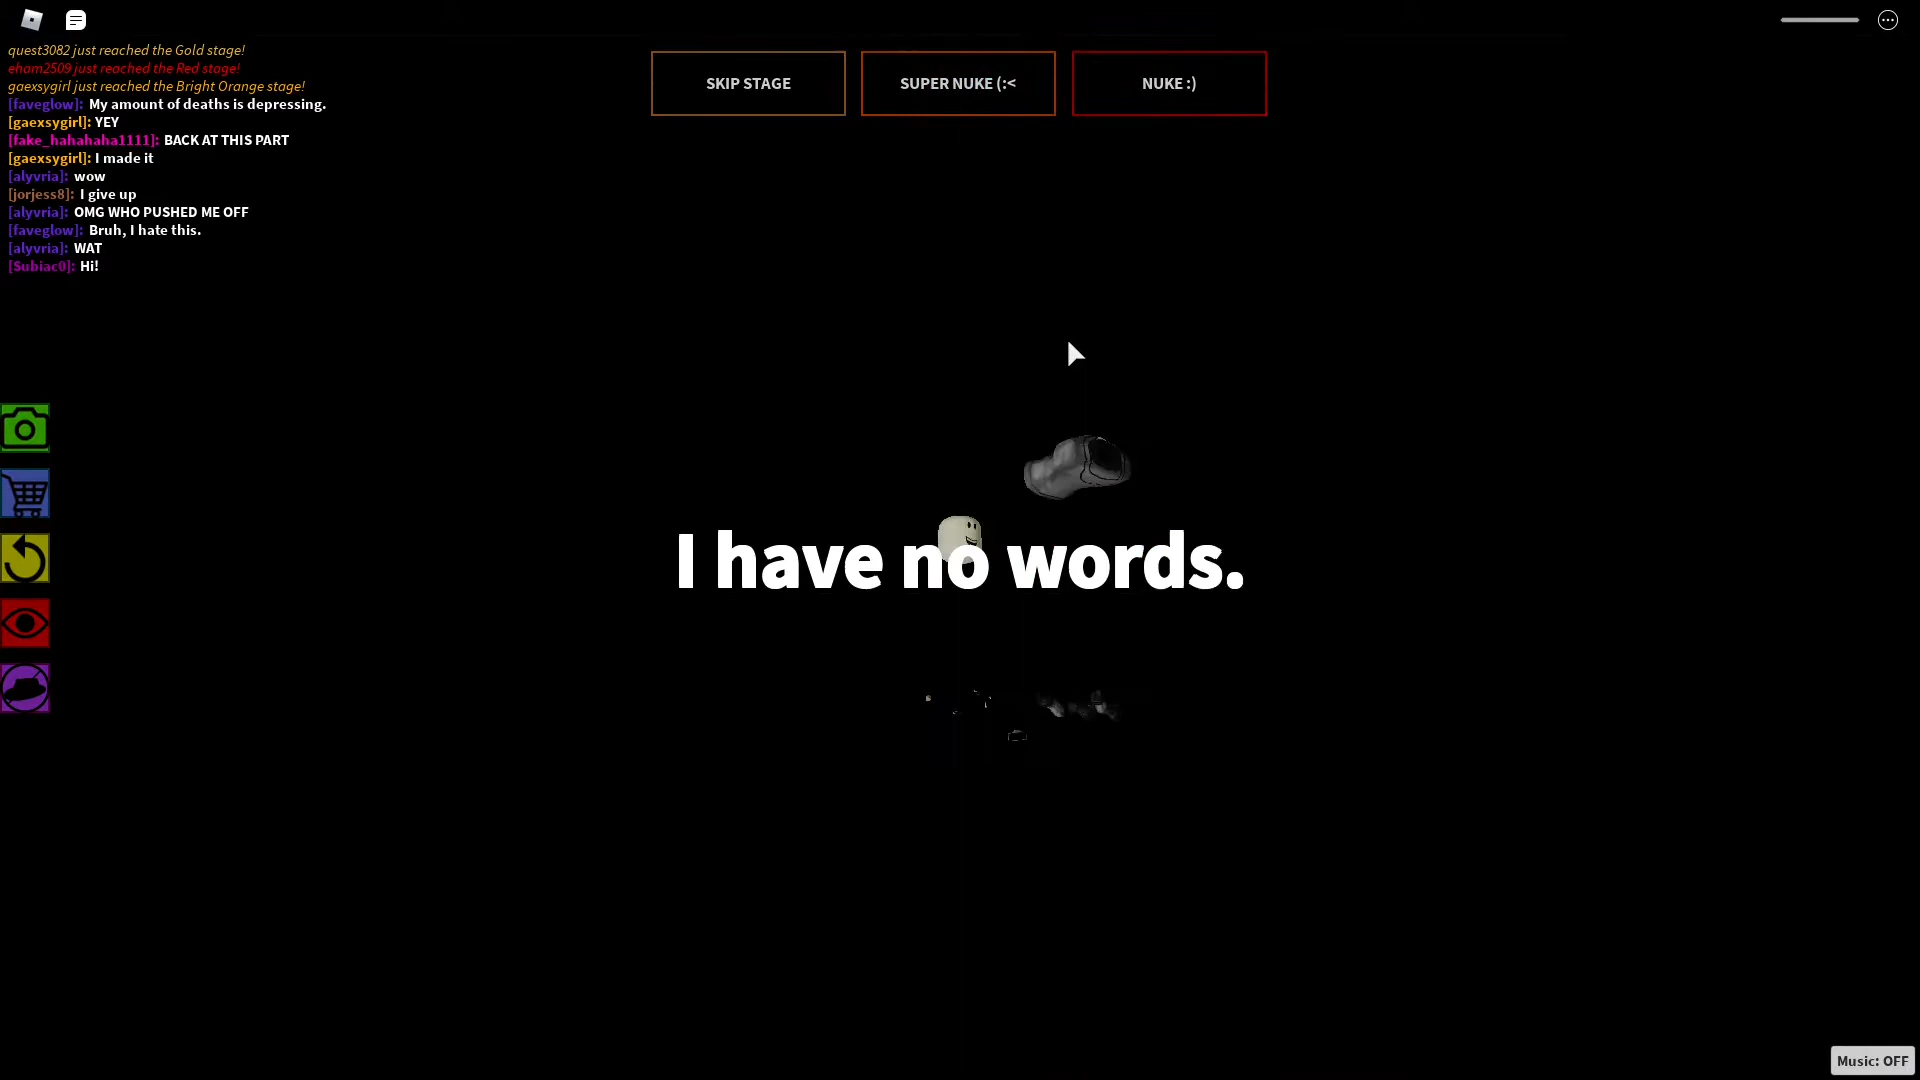 quest3082 just reached the Gold stage!
eham2509 just reached the Red stage!
gaexsygirl just reached the Bright Orange stage!
[faveglow]: My amount of deaths is depressing.
[gaexsygirl]: YEY
[fake_hahahaha1111]: BACK AT THIS PART
[gaexsygirl]: I made it
[alyvria]: wow
[jorjess8]: I give up
[alyvria]: OMG WHO PUSHED ME OFF
[faveglow]: Bruh, I hate this.
[alyvria]: WAT
[Subiac0]: Hi!
SKIP STAGE
SUPER NUKE (:<
NUKE :)
I have no words.
Music: OFF